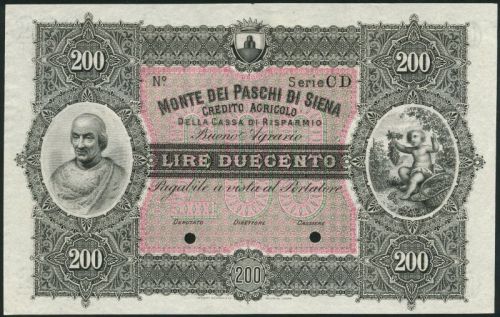 200
200
Nº
Serie CD
MONTE DEI PASCHI DI SIENA
CREDITO AGRICOLO
DELLA CASSA DI RISPARMIO
Buono Agrario
LIRE DUECENTO
Pagabile a vista al Portatore
DEPUTATO
DIRETTORE
CASSIERE
200
200
200